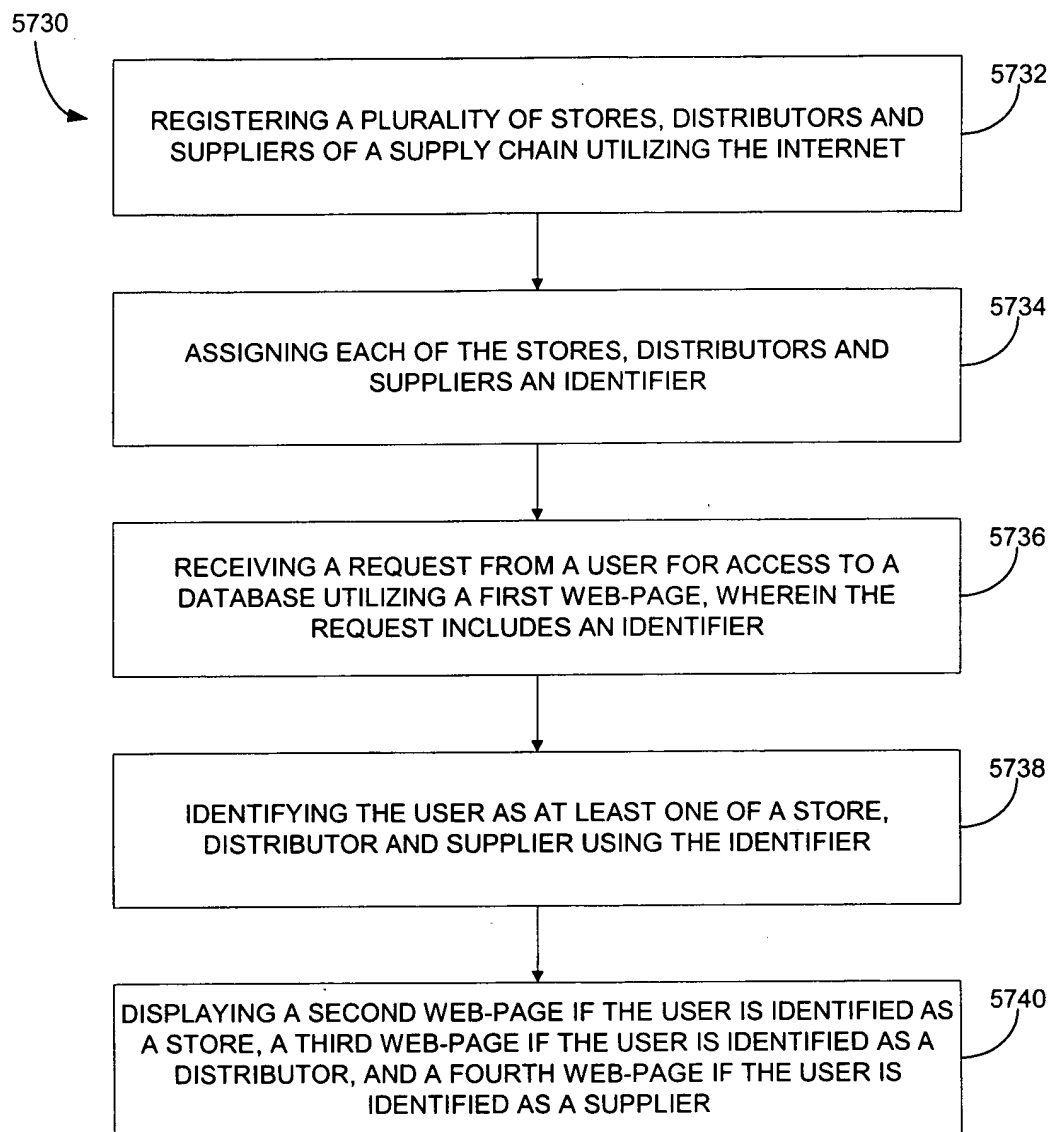 5730
5732
REGISTERING A PLURALITY OF STORES, DISTRIBUTORS AND
SUPPLIERS OF A SUPPLY CHAIN UTILIZING THE INTERNET
5734
ASSIGNING EACH OF THE STORES, DISTRIBUTORS AND
SUPPLIERS AN IDENTIFIER
5736
RECEIVING A REQUEST FROM A USER FOR ACCESS TO A
DATABASE UTILIZING A FIRST WEB-PAGE, WHEREIN THE
REQUEST INCLUDES AN IDENTIFIER
5738
IDENTIFYING THE USER AS AT LEAST ONE OF A STORE,
DISTRIBUTOR AND SUPPLIER USING THE IDENTIFIER
5740
DISPLAYING A SECOND WEB-PAGE IF THE USER IS IDENTIFIED AS
A STORE, A THIRD WEB-PAGE IF THE USER IS IDENTIFIED AS A
DISTRIBUTOR, AND A FOURTH WEB-PAGE IF THE USER IS
IDENTIFIED AS A SUPPLIER